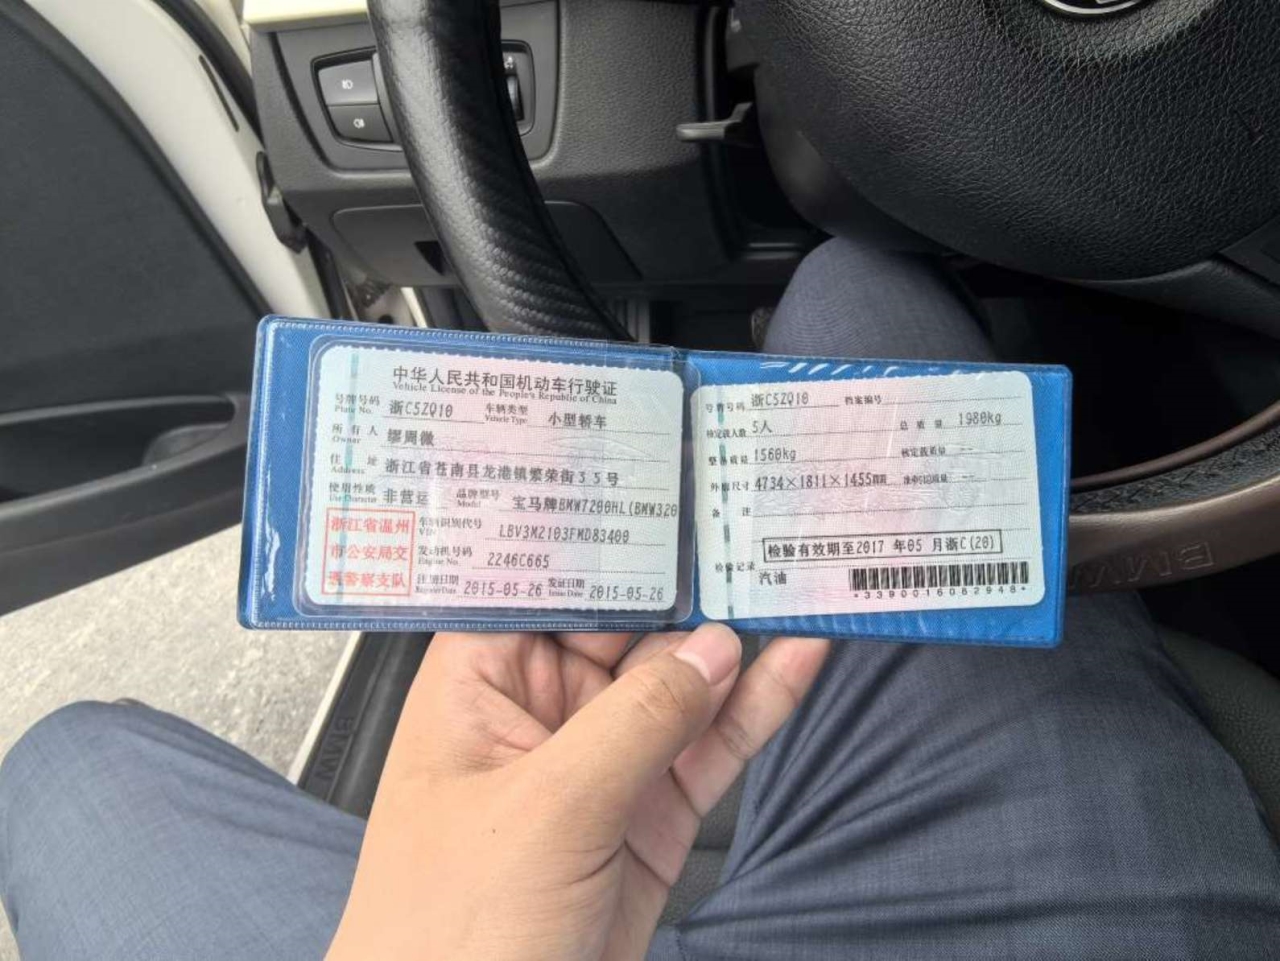 中华人民共和国机动车行驶证
Vehicle License of the People's Republic of China
号牌号码 Plate No. 浙C5ZQ10 车辆类型 Vehicle Type 小型轿车
所有人 Owner 缪周微
住址 Address 浙江省苍南县龙港镇繁荣街35号
使用性质 Use Character 非营运 品牌型号 Model 宝马牌BMW7200HL(BMW320
浙江省温州
市公安局交
通警察支队
车辆识别代号 VIN LBV3M2103FMD83400
发动机号码 Engine No. 2246C665
注册日期 Register Date 2015-05-26 发证日期 Issue Date 2015-05-26
号牌号码 浙C5ZQ10 档案编号
核定载人数 5人 总质量 1980kg
整备质量 1560kg 核定载质量 --
外廓尺寸 4734×1811×1455mm 准牵引总质量 --
备注
检验有效期至2017年05月浙C(20)
检验记录
汽油
*3390016082948*
BMW
BMW